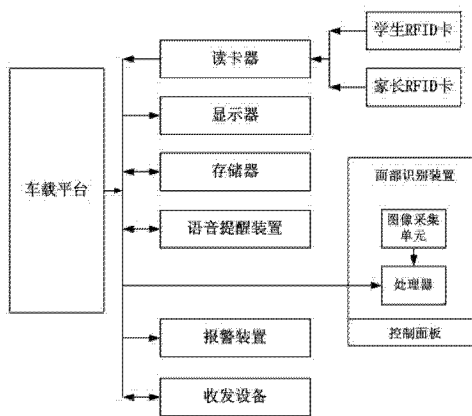 学生RFID卡
读卡器
家长RFID卡
显示器
车载平台
存储器
面部识别装置
语音提醒装置
图像采集
单元
处理器
报警装置
控制面板
收发设备